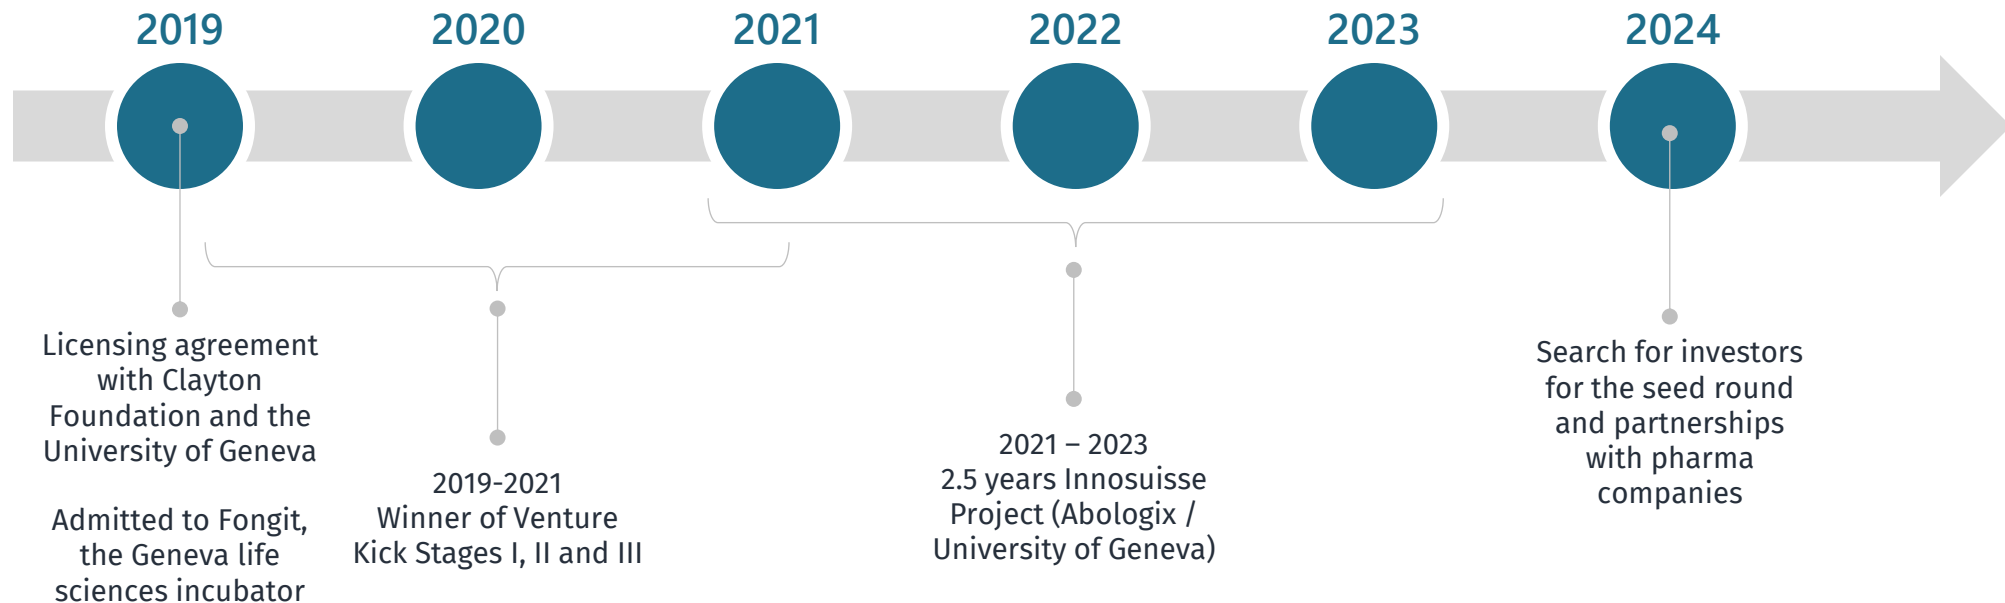 2019
2020
2021
2022
2023
2024
Licensing agreement
with Clayton
Foundation and the
University of Geneva
Admitted to Fongit,
the Geneva life
sciences incubator
2019-2021
Winner of Venture
Kick Stages I, II and III
2021 – 2023
2.5 years Innosuisse
Project (Abologix /
University of Geneva)
Search for investors
for the seed round
and partnerships
with pharma
companies